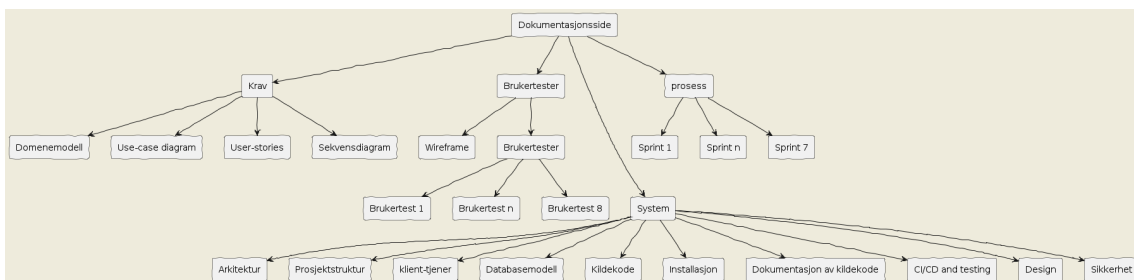 Dokumentasjonsside
Krav
Brukertester
prosess
Domenemodell
Use-case diagram
User-stories
Sekvensdiagram
Wireframe
Brukertester
Sprint 1
Sprint n
Sprint 7
Brukertest 1
Brukertest n
Brukertest 8
System
Arkitektur
Prosjektstruktur
klient-tjener
Databasemodell
Kildekode
Installasjon
Dokumentasjon av kildekode
CI/CD and testing
Design
Sikkerhet